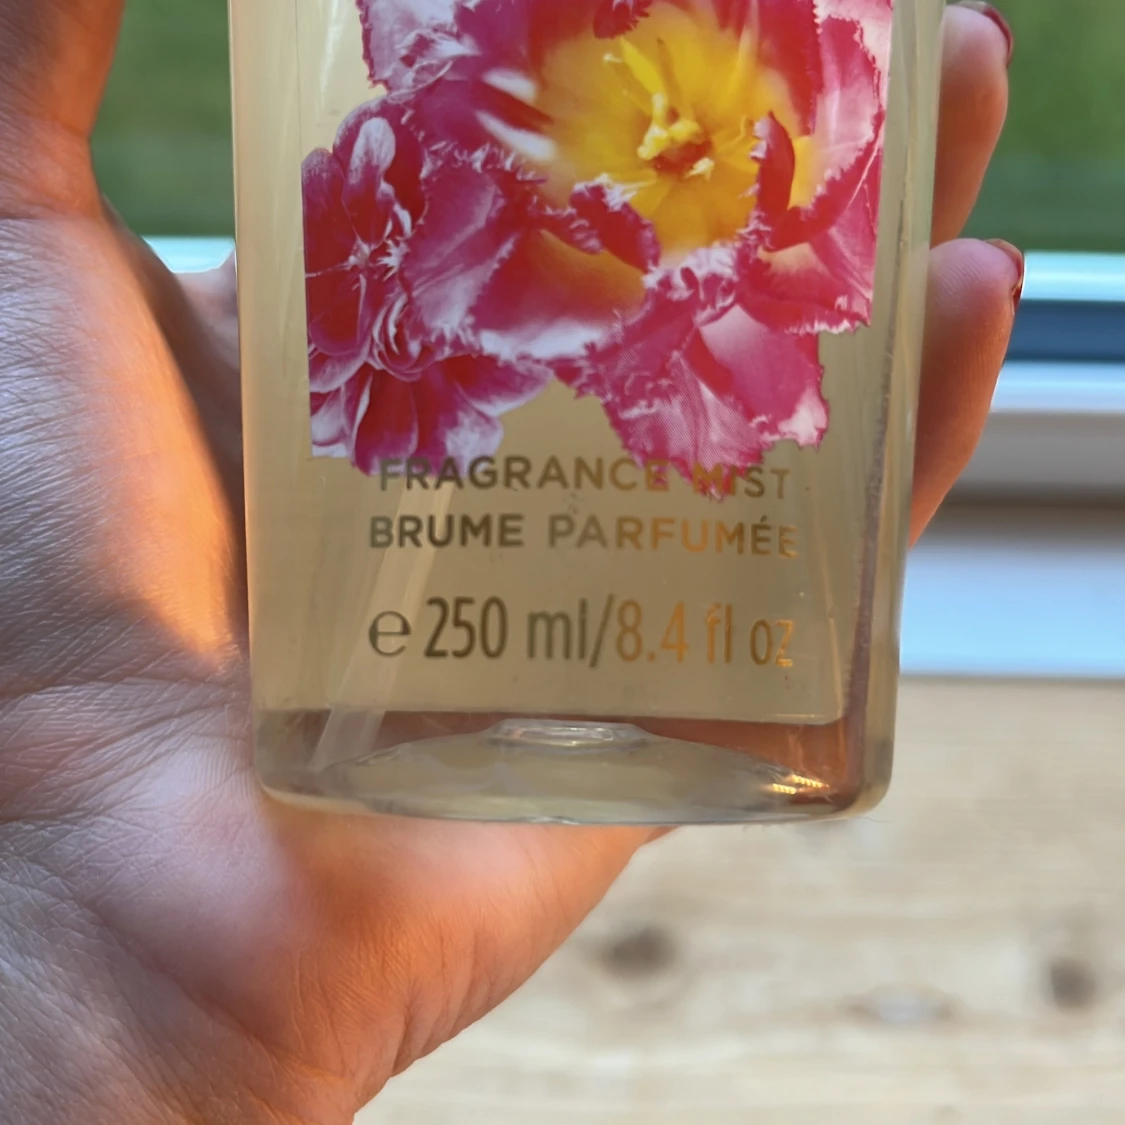 FRAGRANCE MIST
BRUME PARFUMÉE
℮ 250 ml/8.4 fl oz